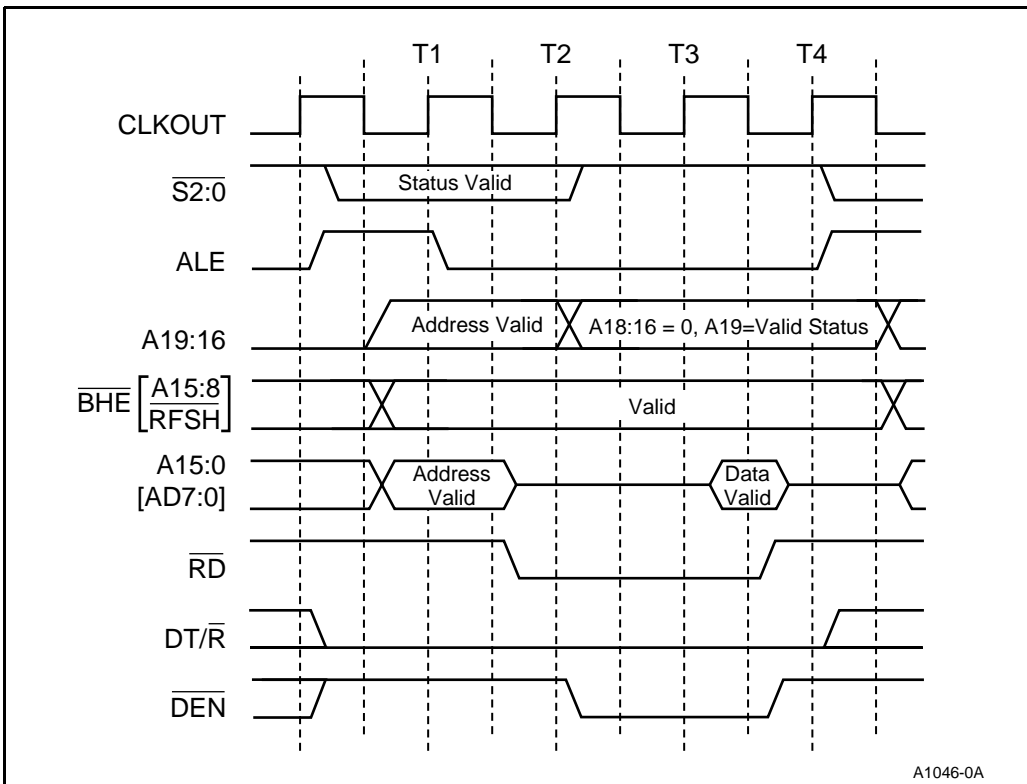 T1 T2 T3 T4
CLKOUT
S2:0 Status Valid
ALE
A19:16 Address Valid A18:16 = 0, A19=Valid Status
BHE [A15:8
RFSH] Valid
A15:0 Address Data
[AD7:0] Valid Valid
RD
DT/R
DEN
A1046-0A